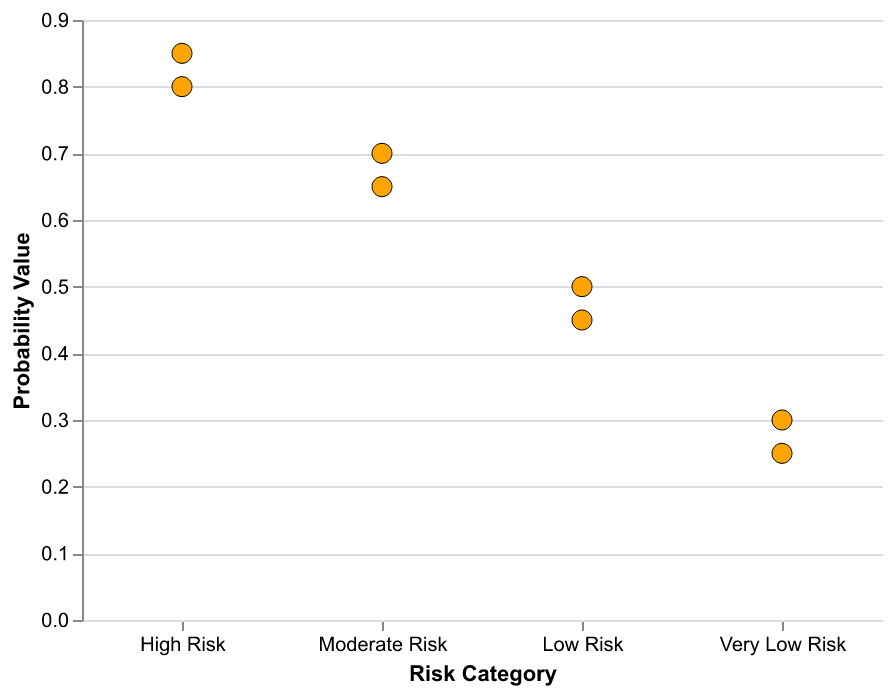 0.9
0.8
0.7
0.6
0.5
0.4
0.3
0.2
0.1
0.0
Probability Value
High Risk
Moderate Risk
Low Risk
Very Low Risk
Risk Category